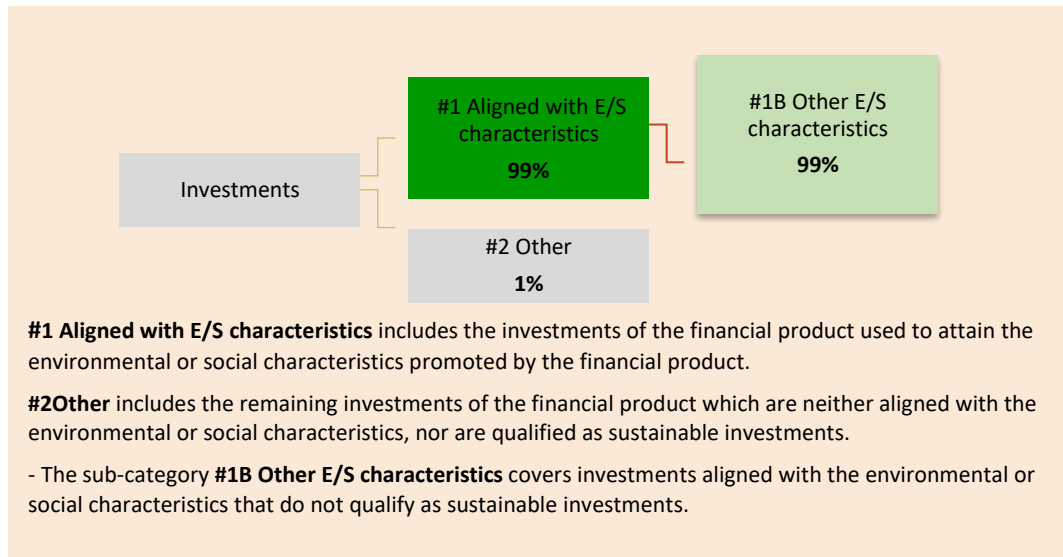 #1 Aligned with E/S
characteristics
99%
#1B Other E/S
characteristics
99%
Investments
#2 Other
1%
#1 Aligned with E/S characteristics includes the investments of the financial product used to attain the
environmental or social characteristics promoted by the financial product.
#2Other includes the remaining investments of the financial product which are neither aligned with the
environmental or social characteristics, nor are qualified as sustainable investments.
- The sub-category #1B Other E/S characteristics covers investments aligned with the environmental or
social characteristics that do not qualify as sustainable investments.